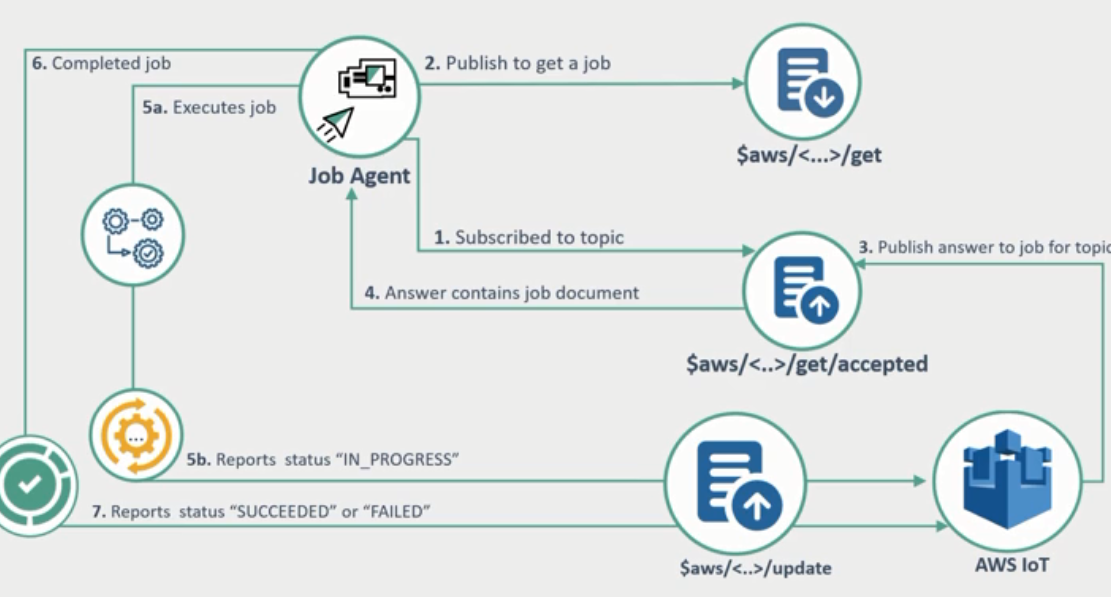 6. Completed job
2. Publish to get a job
5a. Executes job
$aws/<...>/get
Job Agent
1. Subscribed to topic
3. Publish answer to job for topic
4. Answer contains job document
$aws/<..>/get/accepted
...
5b. Reports status “IN_PROGRESS”
7. Reports status “SUCCEEDED” or “FAILED”
$aws/<..>/update
AWS IoT